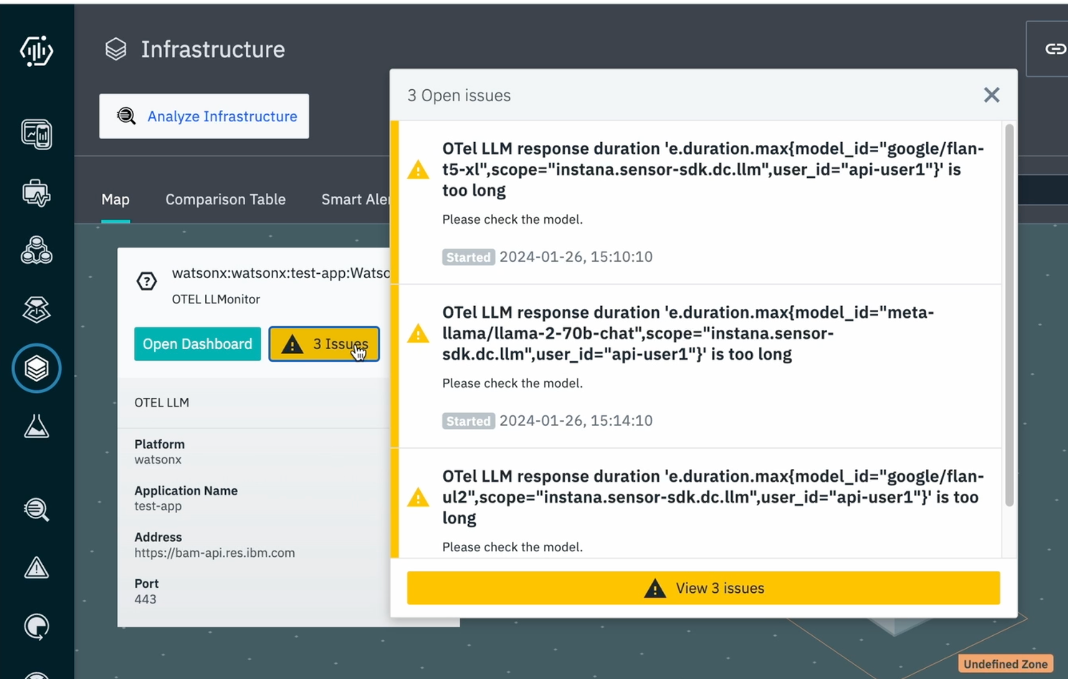 Infrastructure
Analyze Infrastructure
Map
Comparison Table
Smart Aler
watsonx:watsonx:test-app:Watso
OTEL LLMonitor
Open Dashboard
3 Issues
OTEL LLM
Platform
watsonx
Application Name
test-app
Address
https://bam-api.res.ibm.com
Port
443
3 Open issues
OTel LLM response duration 'e.duration.max{model_id="google/flan-
t5-xl",scope="instana.sensor-sdk.dc.llm",user_id="api-user1"}' is
too long
Please check the model.
Started 2024-01-26, 15:10:10
OTel LLM response duration 'e.duration.max{model_id="meta-
llama/llama-2-70b-chat",scope="instana.sensor-
sdk.dc.llm",user_id="api-user1"}' is too long
Please check the model.
Started 2024-01-26, 15:14:10
OTel LLM response duration 'e.duration.max{model_id="google/flan-
ul2",scope="instana.sensor-sdk.dc.llm",user_id="api-user1"}' is too
long
Please check the model.
View 3 issues
Undefined Zone